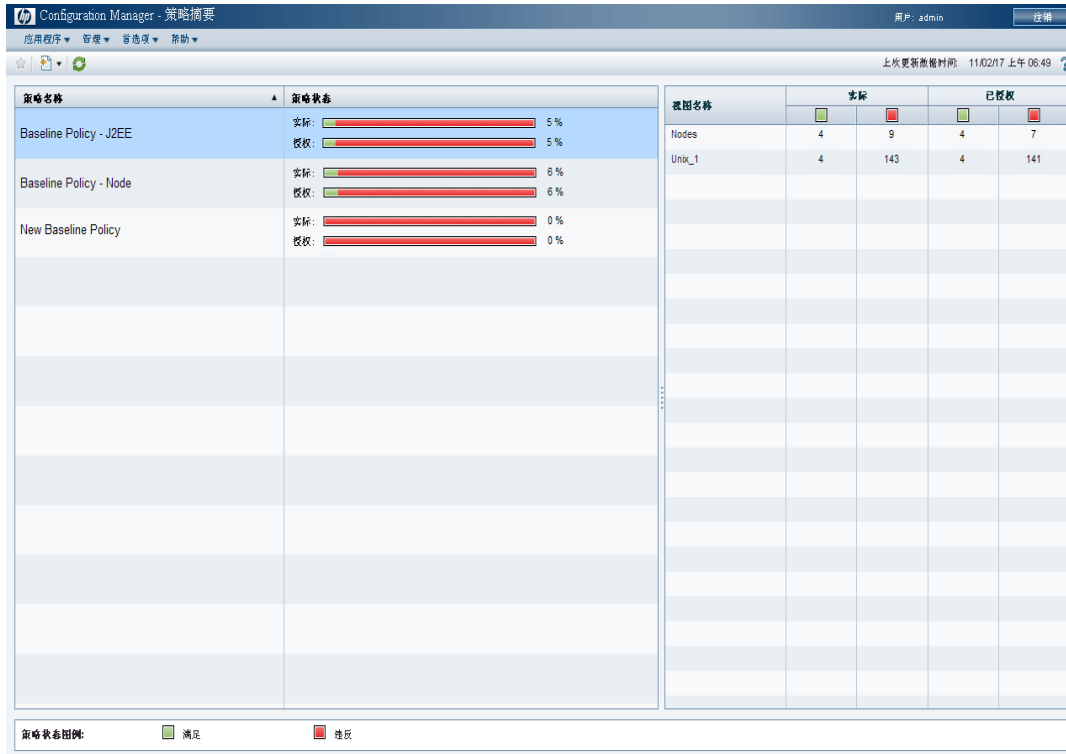 hp Configuration Manager - 策略摘要
用户: admin
注销
应用程序 管理 首选项 帮助
上次更新数据时间: 11/02/17 上午 06:49 ?
策略名称 策略状态
Baseline Policy - J2EE
实际: 5 %
授权: 5 %
Baseline Policy - Node
实际: 6 %
授权: 6 %
New Baseline Policy
实际: 0 %
授权: 0 %
视图名称 实际 已授权
Nodes 4 9 4 7
Unix_1 4 143 4 141
策略状态图例: 满足 违反